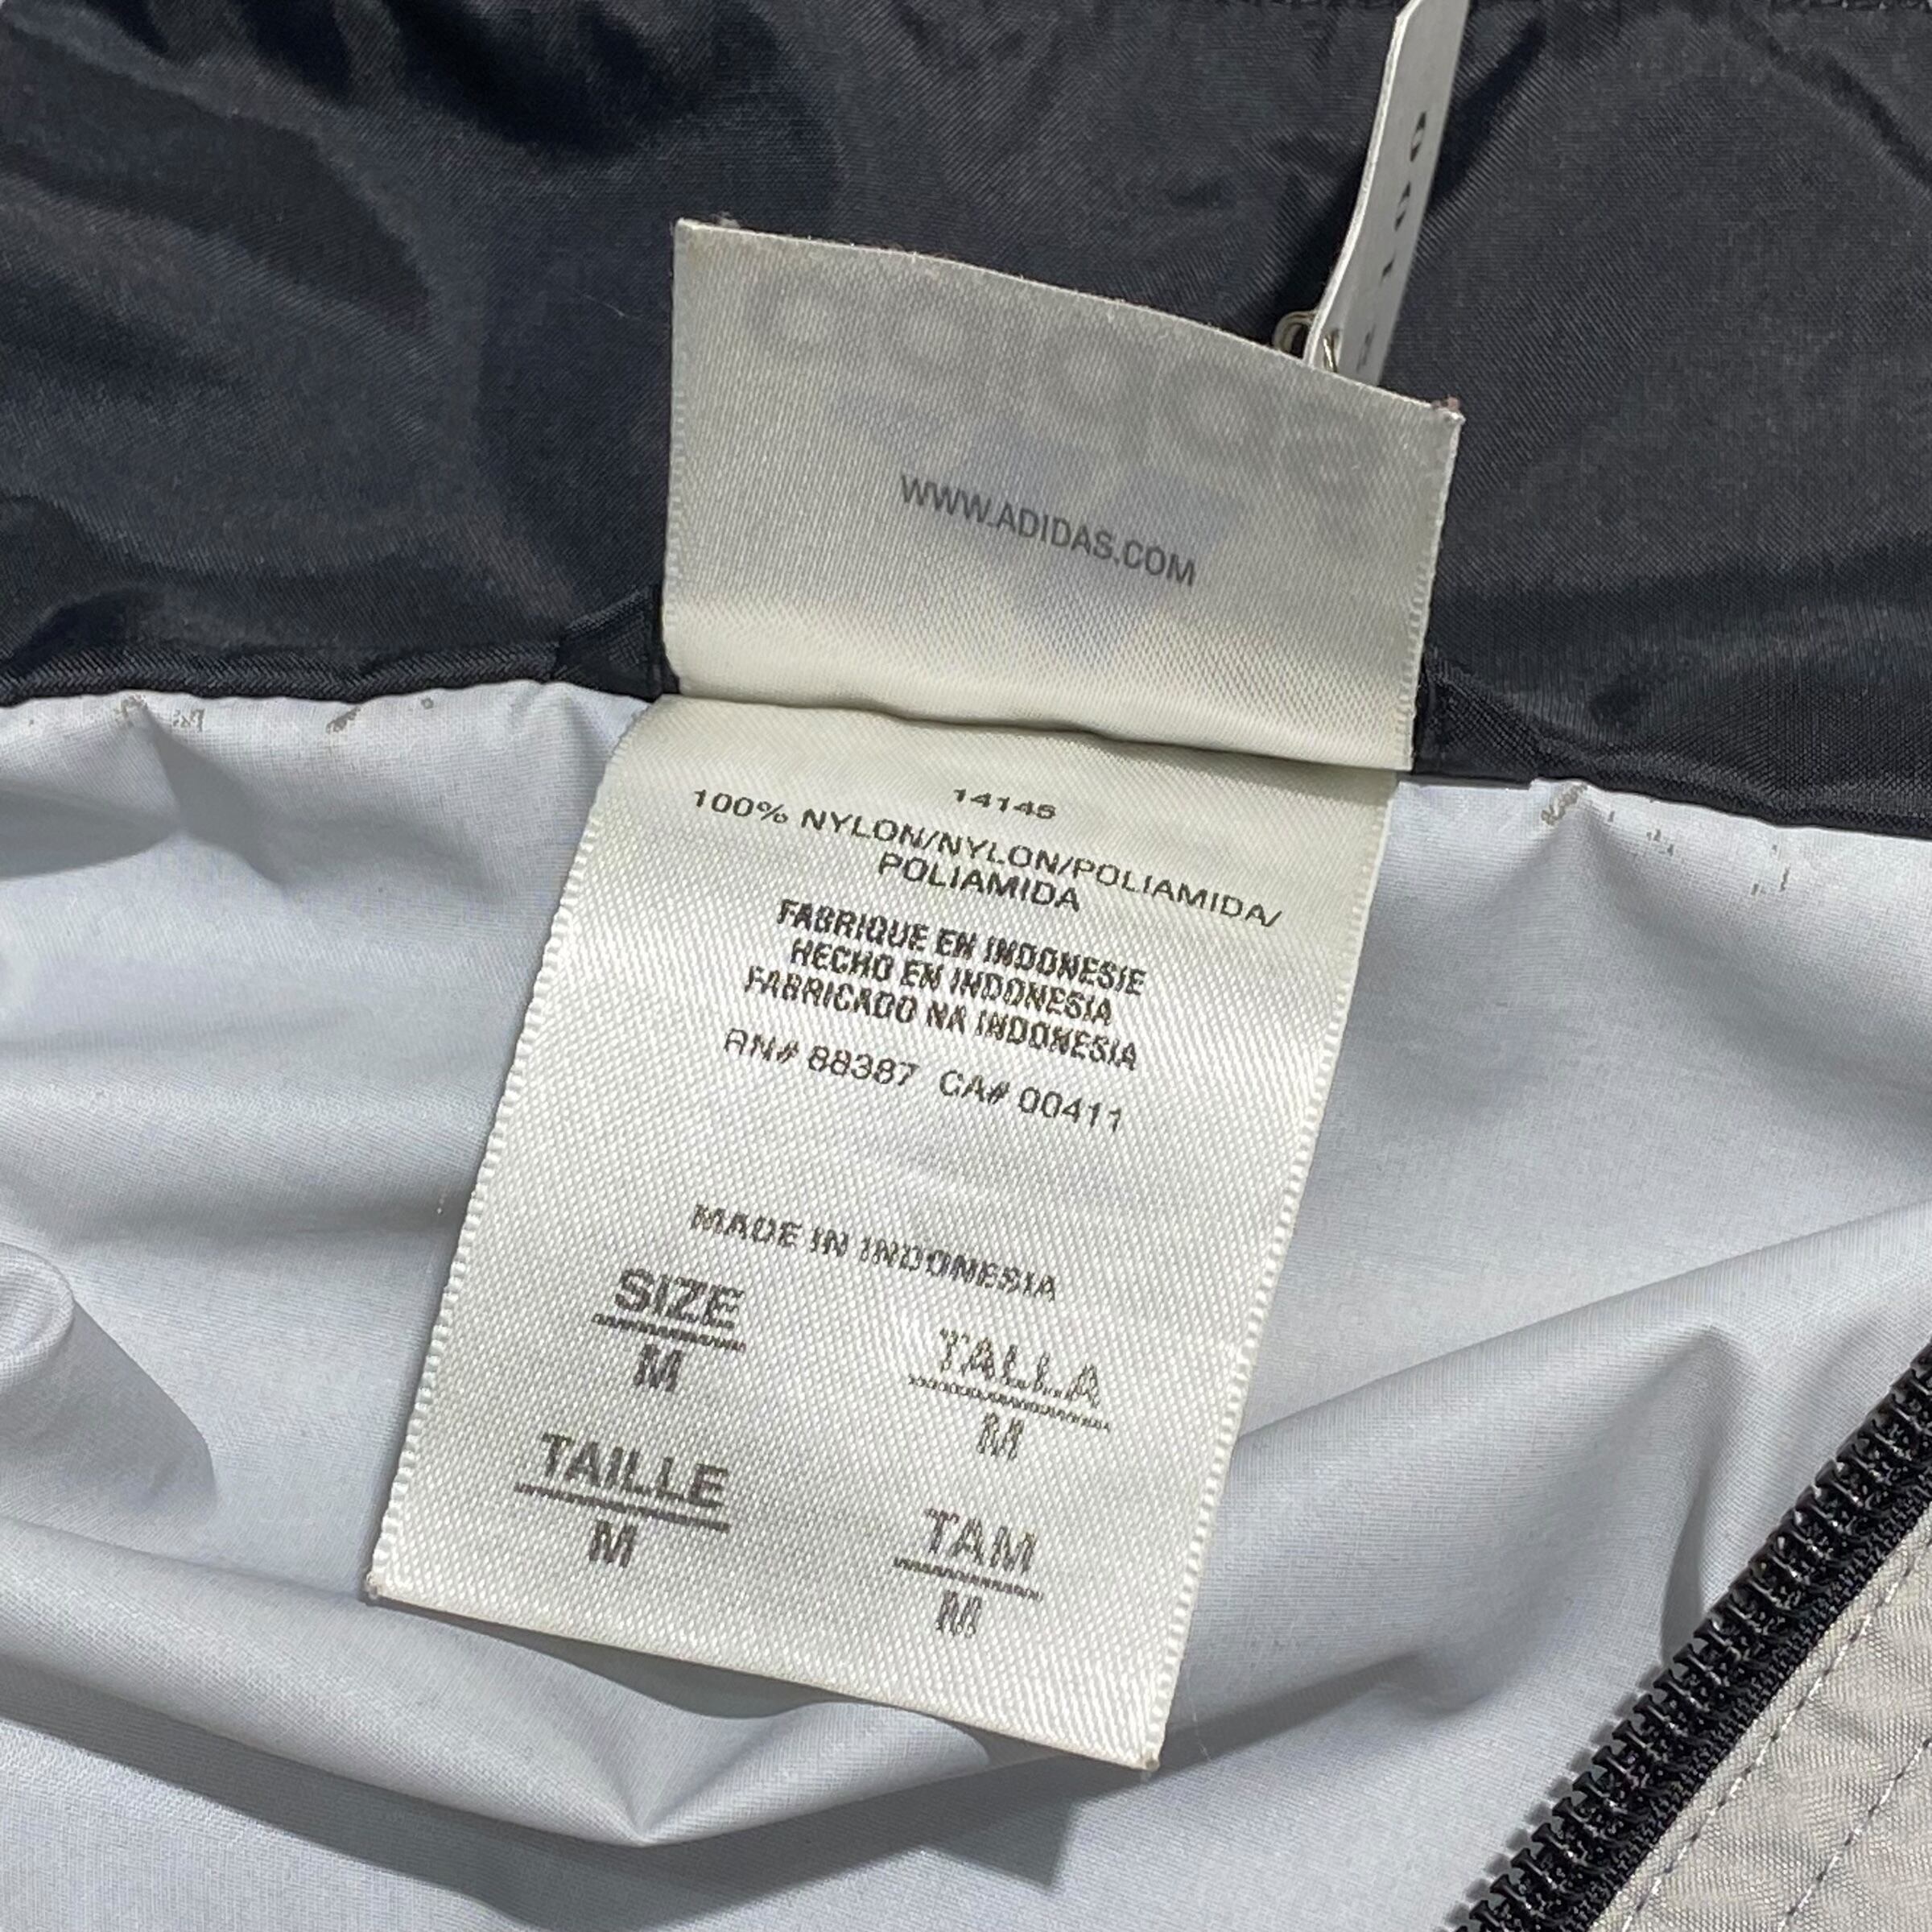 WWW.ADIDAS.COM
14145
100% NYLON/NYLON/POLIAMIDA/
POLIAMIDA
FABRIQUE EN INDONESIE
HECHO EN INDONESIA
FABRICADO NA INDONESIA
RN# 88387 CA# 00411
MADE IN INDONESIA
SIZE
M
TALLA
M
TAILLE
M
TAM
M